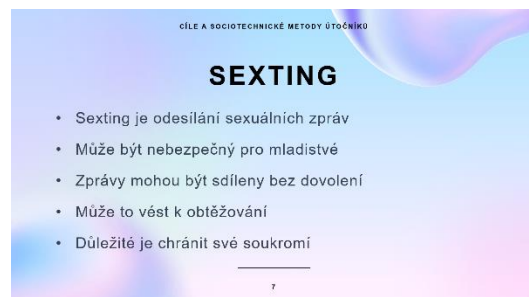 CÍLE A SOCIOTECHNICKÉ METODY ÚTOČNÍKŮ
SEXTING
• Sexting je odesílání sexuálních zpráv
• Může být nebezpečný pro mladistvé
• Zprávy mohou být sdíleny bez dovolení
• Může to vést k obtěžování
• Důležité je chránit své soukromí
7